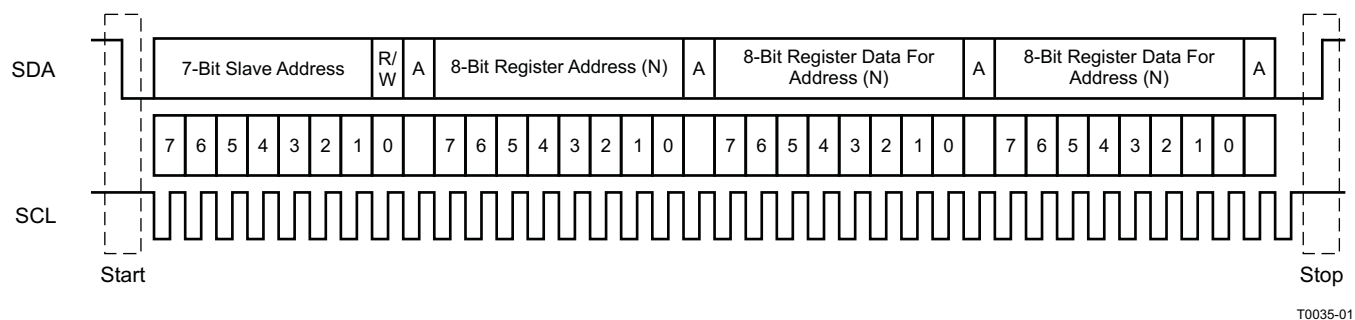 SDA
7-Bit Slave Address
R/
W
A
8-Bit Register Address (N)
A
8-Bit Register Data For
Address (N)
A
8-Bit Register Data For
Address (N)
A
7 6 5 4 3 2 1 0 7 6 5 4 3 2 1 0 7 6 5 4 3 2 1 0 7 6 5 4 3 2 1 0
SCL
Start
Stop
T0035-01